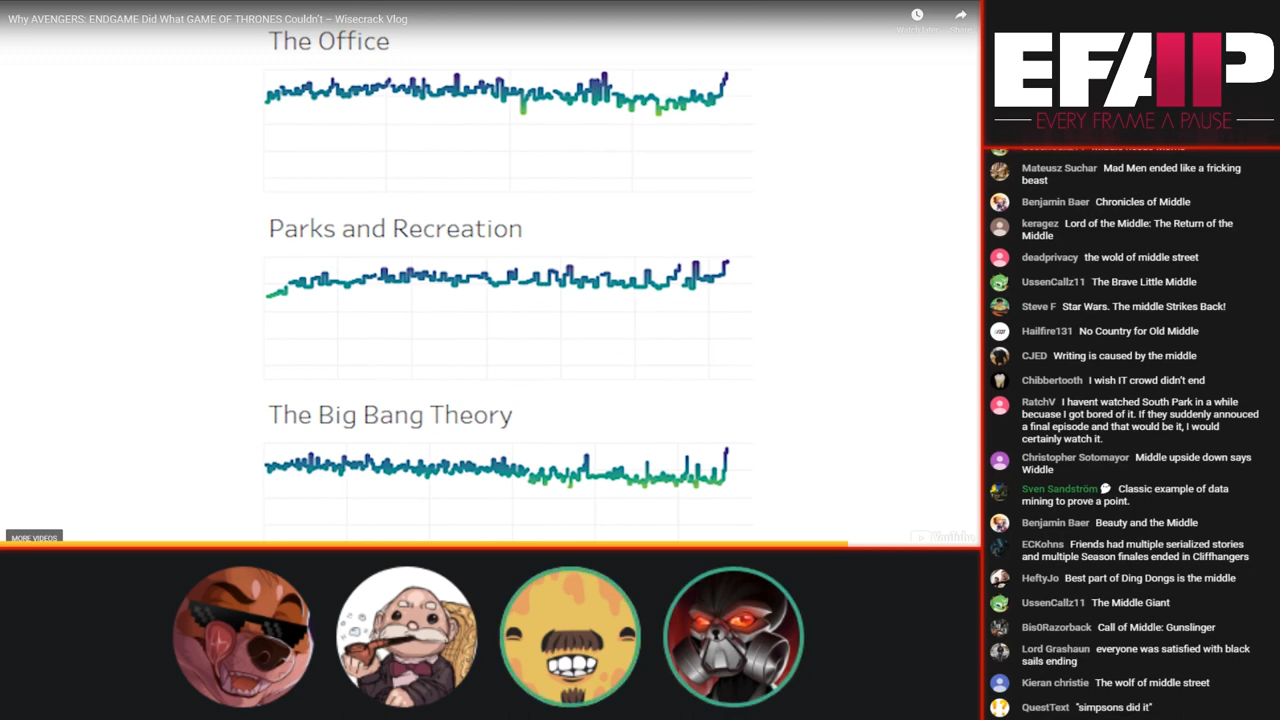 Why AVENGERS: ENDGAME Did What GAME OF THRONES Couldn't – Wisecrack Vlog
Watch later
Share
The Office
Parks and Recreation
The Big Bang Theory
MORE VIDEOS
YouTube
EFAP
EVERY FRAME A PAUSE
Mateusz Suchar Mad Men ended like a fricking
beast
Benjamin Baer Chronicles of Middle
keragez Lord of the Middle: The Return of the
Middle
deadprivacy the wold of middle street
UssenCallz11 The Brave Little Middle
Steve F Star Wars. The middle Strikes Back!
Hailfire131 No Country for Old Middle
CJED Writing is caused by the middle
Chibbertooth I wish IT crowd didn't end
RatchV I havent watched South Park in a while
becuase I got bored of it. If they suddenly annouced
a final episode and that would be it, I would
certainly watch it.
Christopher Sotomayor Middle upside down says
Widdle
Sven Sandström Classic example of data
mining to prove a point.
Benjamin Baer Beauty and the Middle
ECKohns Friends had multiple serialized stories
and multiple Season finales ended in Cliffhangers
HeftyJo Best part of Ding Dongs is the middle
UssenCallz11 The Middle Giant
Bis0Razorback Call of Middle: Gunslinger
Lord Grashaun everyone was satisfied with black
sails ending
Kieran christie The wolf of middle street
QuestText "simpsons did it"